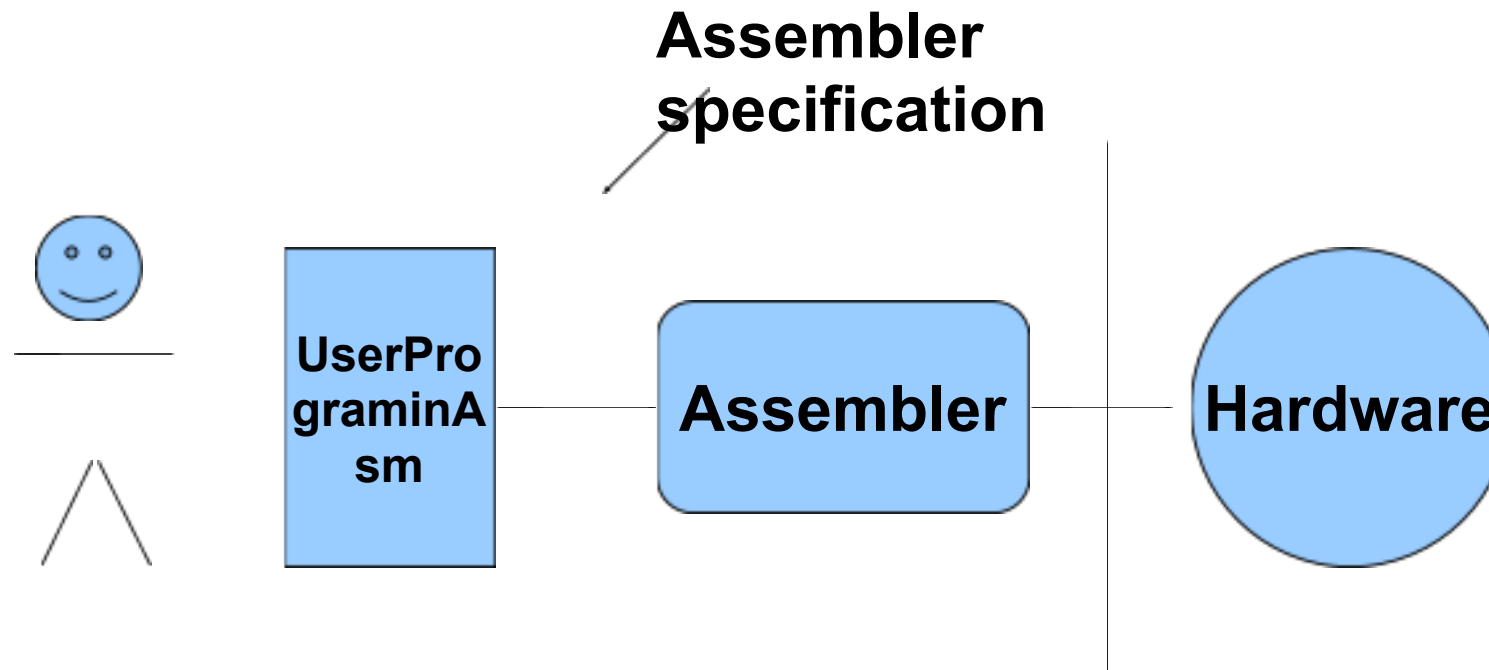 Assembler
specification
UserPro
graminA
sm
Assembler
Hardware